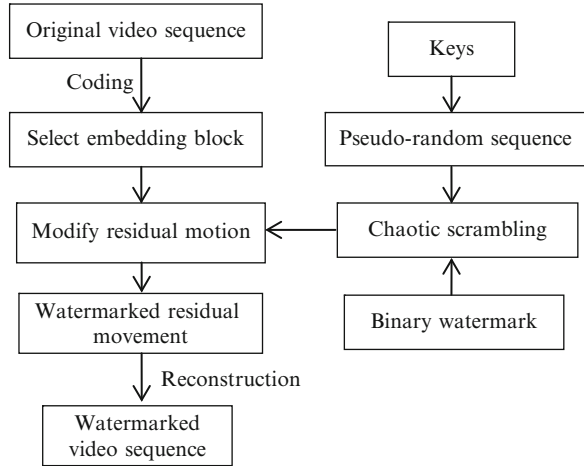 Original video sequence
Coding
Select embedding block
Modify residual motion
Watermarked residual
movement
Reconstruction
Watermarked
video sequence
Keys
Pseudo-random sequence
Chaotic scrambling
Binary watermark